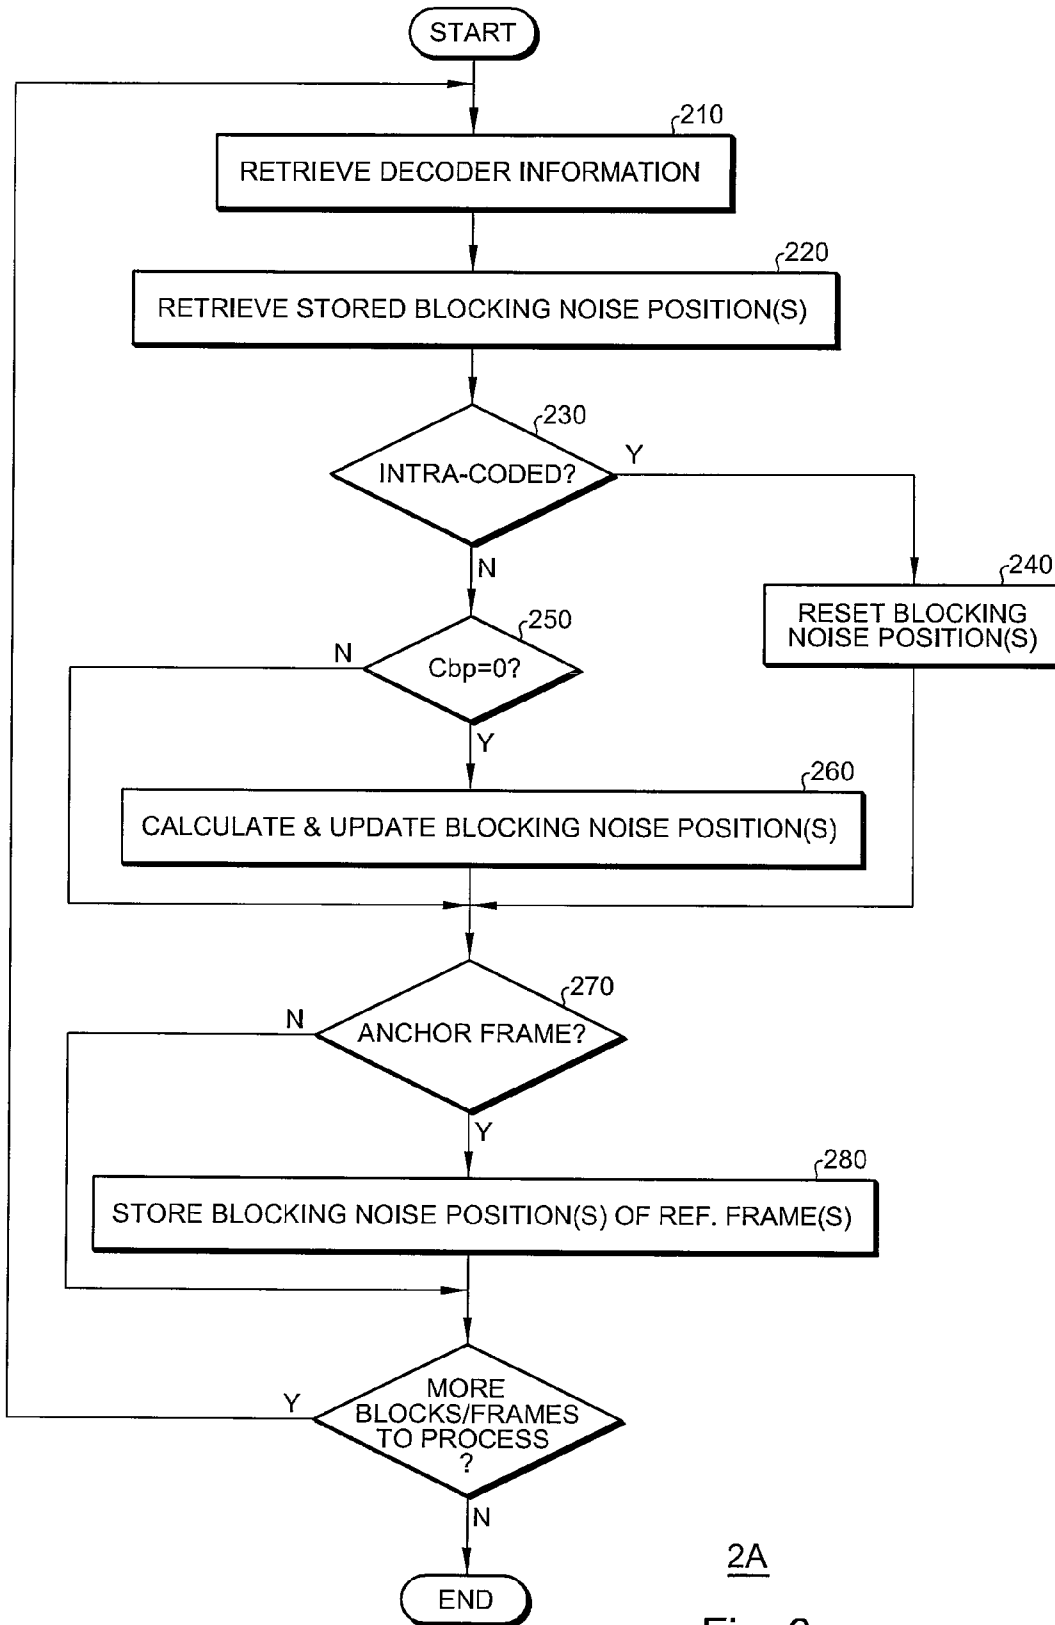 START
210
RETRIEVE DECODER INFORMATION
220
RETRIEVE STORED BLOCKING NOISE POSITION(S)
230
INTRA-CODED?
Y
N
240
RESET BLOCKING
NOISE POSITION(S)
250
N
Cbp=0?
Y
260
CALCULATE & UPDATE BLOCKING NOISE POSITION(S)
270
N
ANCHOR FRAME?
Y
280
STORE BLOCKING NOISE POSITION(S) OF REF. FRAME(S)
Y
MORE
BLOCKS/FRAMES
TO PROCESS
?
N
END
2A